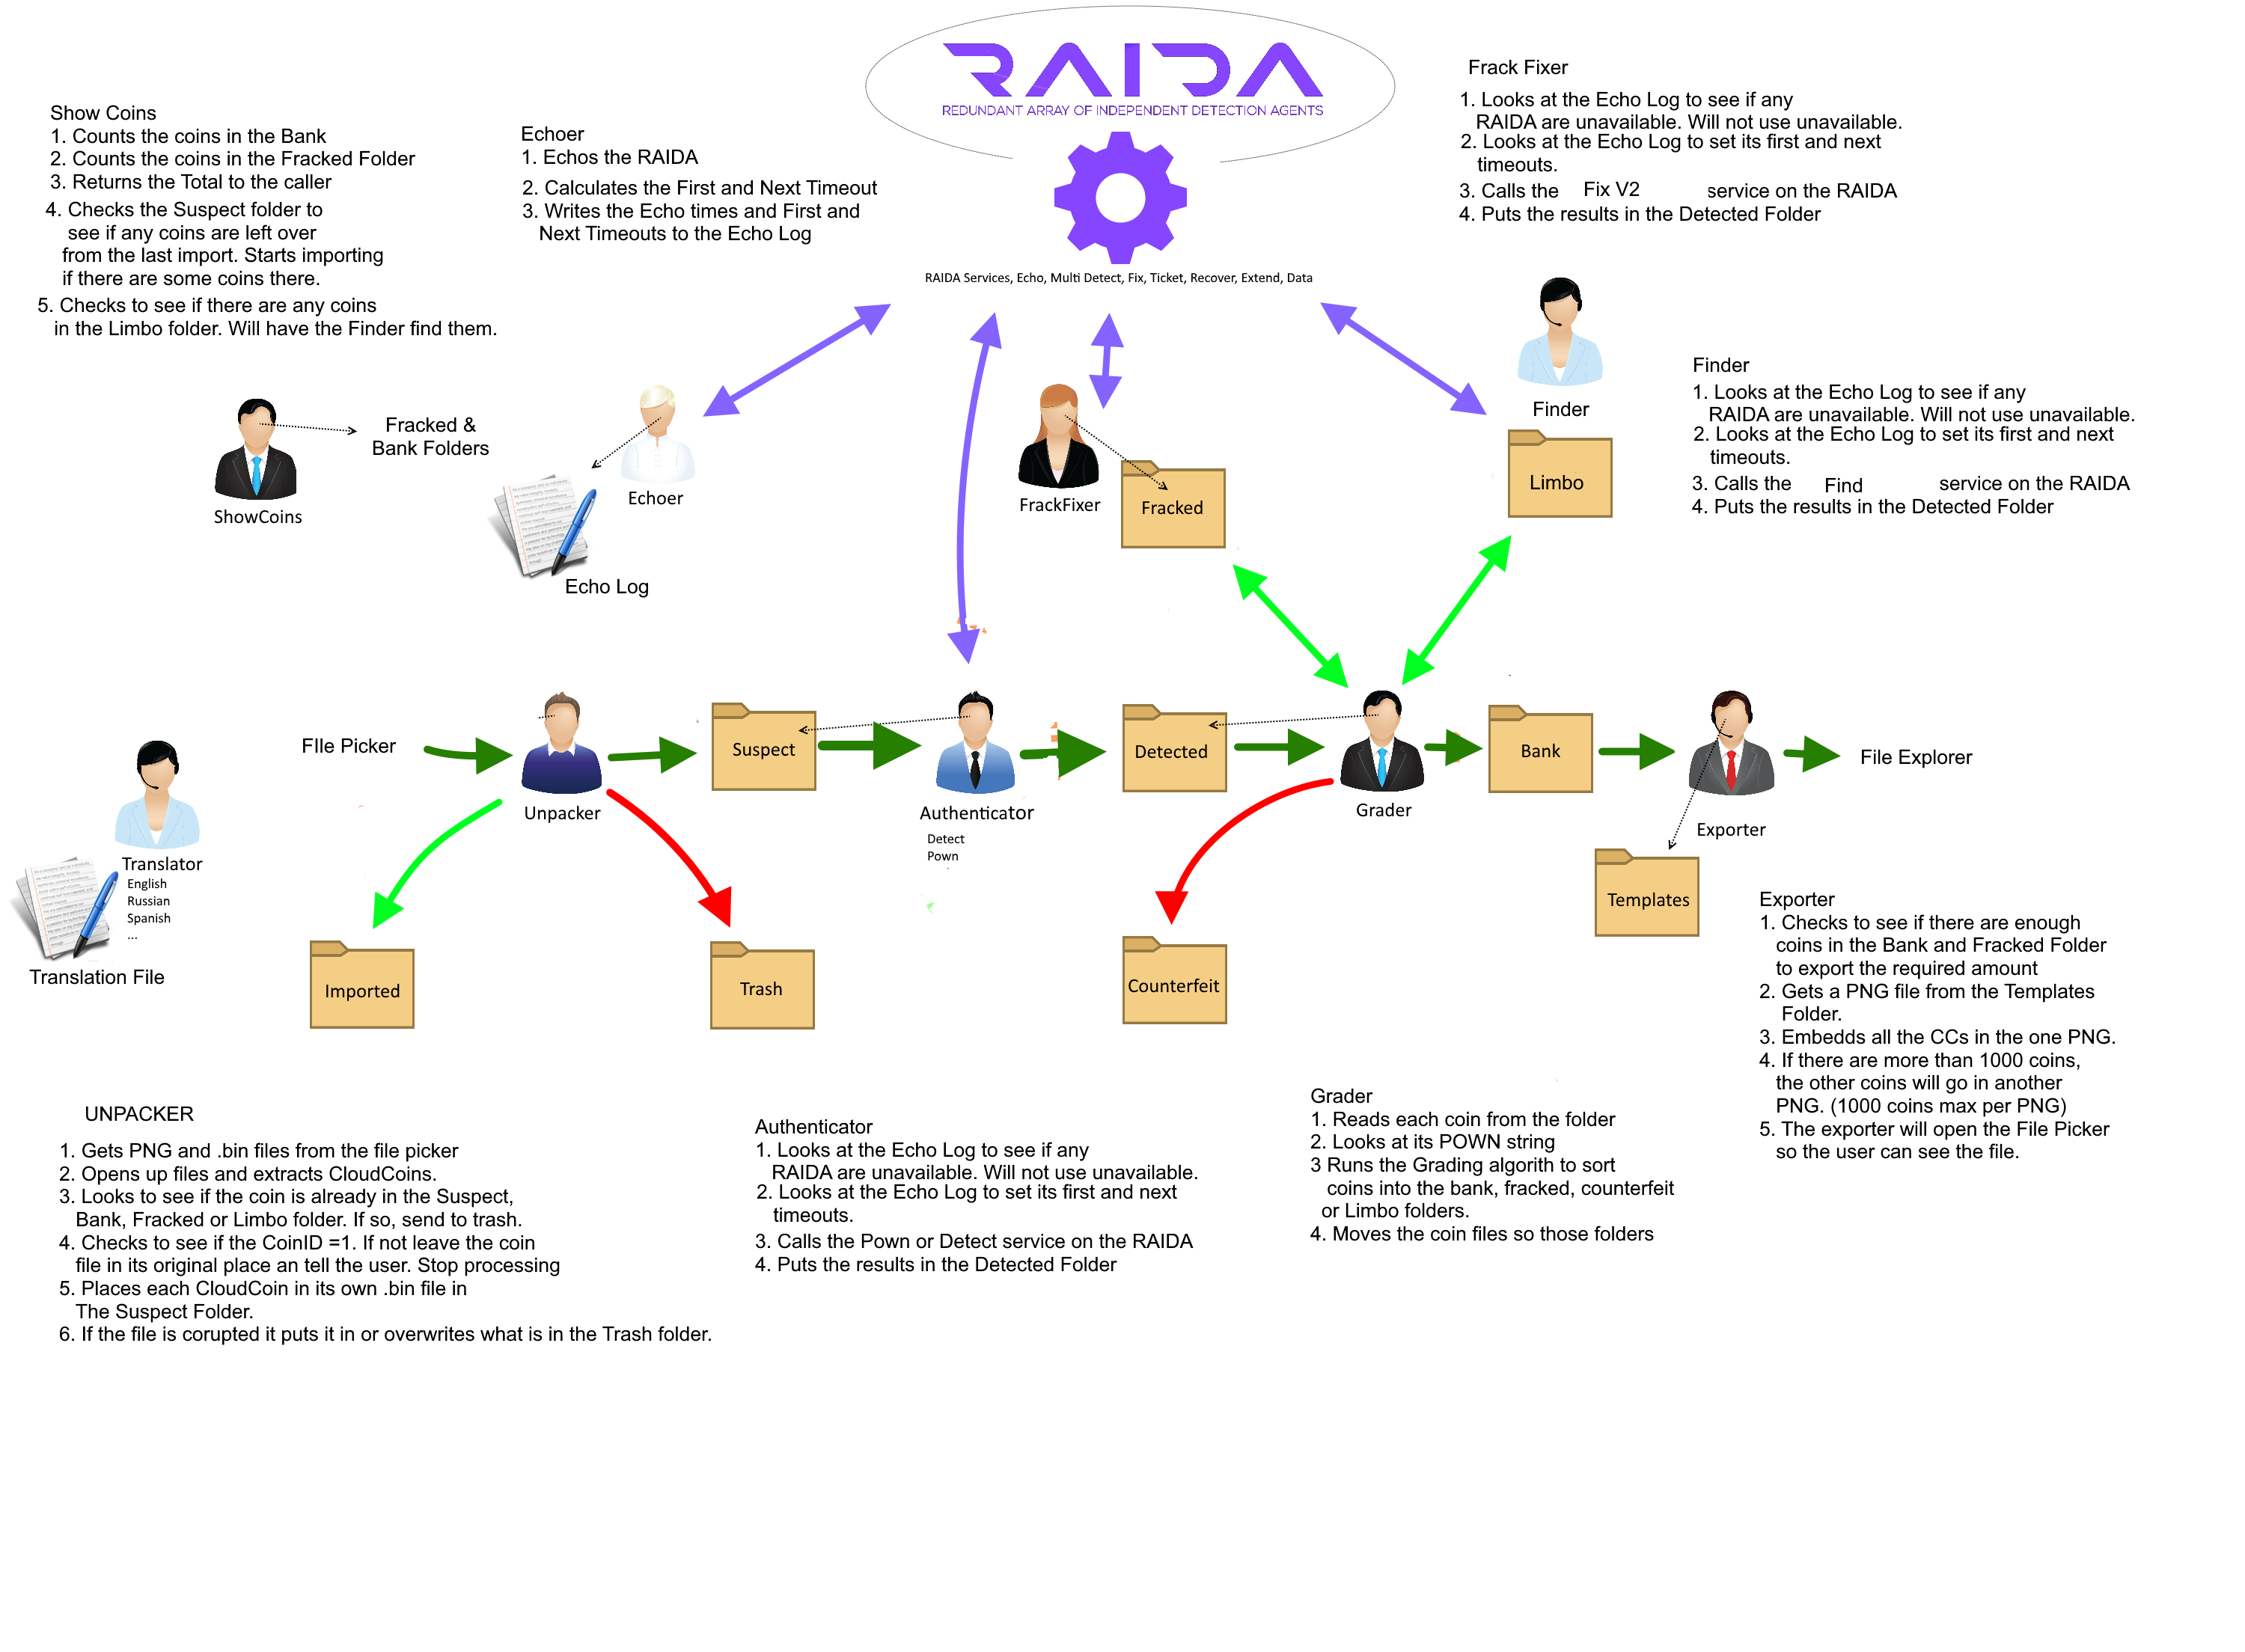 RAIDA
REDUNDANT ARRAY OF INDEPENDENT DETECTION AGENTS
RAIDA Services, Echo, Multi Detect, Fix, Ticket, Recover, Extend, Data
Show Coins
1. Counts the coins in the Bank
2. Counts the coins in the Fracked Folder
3. Returns the Total to the caller
4. Checks the Suspect folder to
see if any coins are left over
from the last import. Starts importing
if there are some coins there.
5. Checks to see if there are any coins
in the Limbo folder. Will have the Finder find them.
Echoer
1. Echos the RAIDA
2. Calculates the First and Next Timeout
3. Writes the Echo times and First and
Next Timeouts to the Echo Log
Frack Fixer
1. Looks at the Echo Log to see if any
RAIDA are unavailable. Will not use unavailable.
2. Looks at the Echo Log to set its first and next
timeouts.
3. Calls the Fix V2 service on the RAIDA
4. Puts the results in the Detected Folder
Finder
1. Looks at the Echo Log to see if any
RAIDA are unavailable. Will not use unavailable.
2. Looks at the Echo Log to set its first and next
timeouts.
3. Calls the Find service on the RAIDA
4. Puts the results in the Detected Folder
ShowCoins
Fracked &
Bank Folders
Echoer
Echo Log
FrackFixer
Fracked
Finder
Limbo
FIle Picker
Unpacker
Suspect
Authenticator
Detect
Pown
Detected
Grader
Bank
Exporter
File Explorer
Translator
English
Russian
Spanish
...
Translation File
Imported
Trash
Counterfeit
Templates
Exporter
1. Checks to see if there are enough
coins in the Bank and Fracked Folder
to export the required amount
2. Gets a PNG file from the Templates
Folder.
3. Embedds all the CCs in the one PNG.
4. If there are more than 1000 coins,
the other coins will go in another
PNG. (1000 coins max per PNG)
5. The exporter will open the File Picker
so the user can see the file.
UNPACKER
1. Gets PNG and .bin files from the file picker
2. Opens up files and extracts CloudCoins.
3. Looks to see if the coin is already in the Suspect,
Bank, Fracked or Limbo folder. If so, send to trash.
4. Checks to see if the CoinID =1. If not leave the coin
file in its original place an tell the user. Stop processing
5. Places each CloudCoin in its own .bin file in
The Suspect Folder.
6. If the file is corupted it puts it in or overwrites what is in the Trash folder.
Authenticator
1. Looks at the Echo Log to see if any
RAIDA are unavailable. Will not use unavailable.
2. Looks at the Echo Log to set its first and next
timeouts.
3. Calls the Pown or Detect service on the RAIDA
4. Puts the results in the Detected Folder
Grader
1. Reads each coin from the folder
2. Looks at its POWN string
3 Runs the Grading algorith to sort
coins into the bank, fracked, counterfeit
or Limbo folders.
4. Moves the coin files so those folders